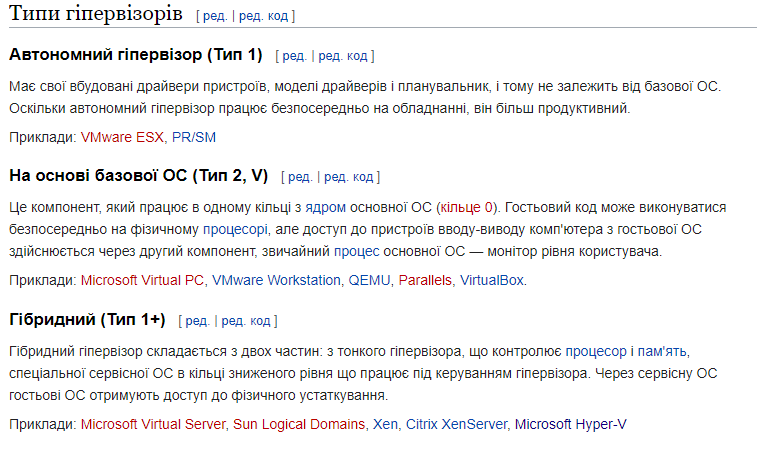 Типи гіпервізорів [ ред. | ред. код ]
Автономний гіпервізор (Тип 1) [ ред. | ред. код ]
Має свої вбудовані драйвери пристроїв, моделі драйверів і планувальник, і тому не залежить від базової ОС.
Оскільки автономний гіпервізор працює безпосередньо на обладнанні, він більш продуктивний.
Приклади: VMware ESX, PR/SM
На основі базової ОС (Тип 2, V) [ ред. | ред. код ]
Це компонент, який працює в одному кільці з ядром основної ОС (кільце 0). Гостьовий код може виконуватися
безпосередньо на фізичному процесорі, але доступ до пристроїв вводу-виводу комп'ютера з гостьової ОС
здійснюється через другий компонент, звичайний процес основної ОС — монітор рівня користувача.
Приклади: Microsoft Virtual PC, VMware Workstation, QEMU, Parallels, VirtualBox.
Гібридний (Тип 1+) [ ред. | ред. код ]
Гібридний гіпервізор складається з двох частин: з тонкого гіпервізора, що контролює процесор і пам'ять,
спеціальної сервісної ОС в кільці зниженого рівня що працює під керуванням гіпервізора. Через сервісну ОС
гостьові ОС отримують доступ до фізичного устаткування.
Приклади: Microsoft Virtual Server, Sun Logical Domains, Xen, Citrix XenServer, Microsoft Hyper-V